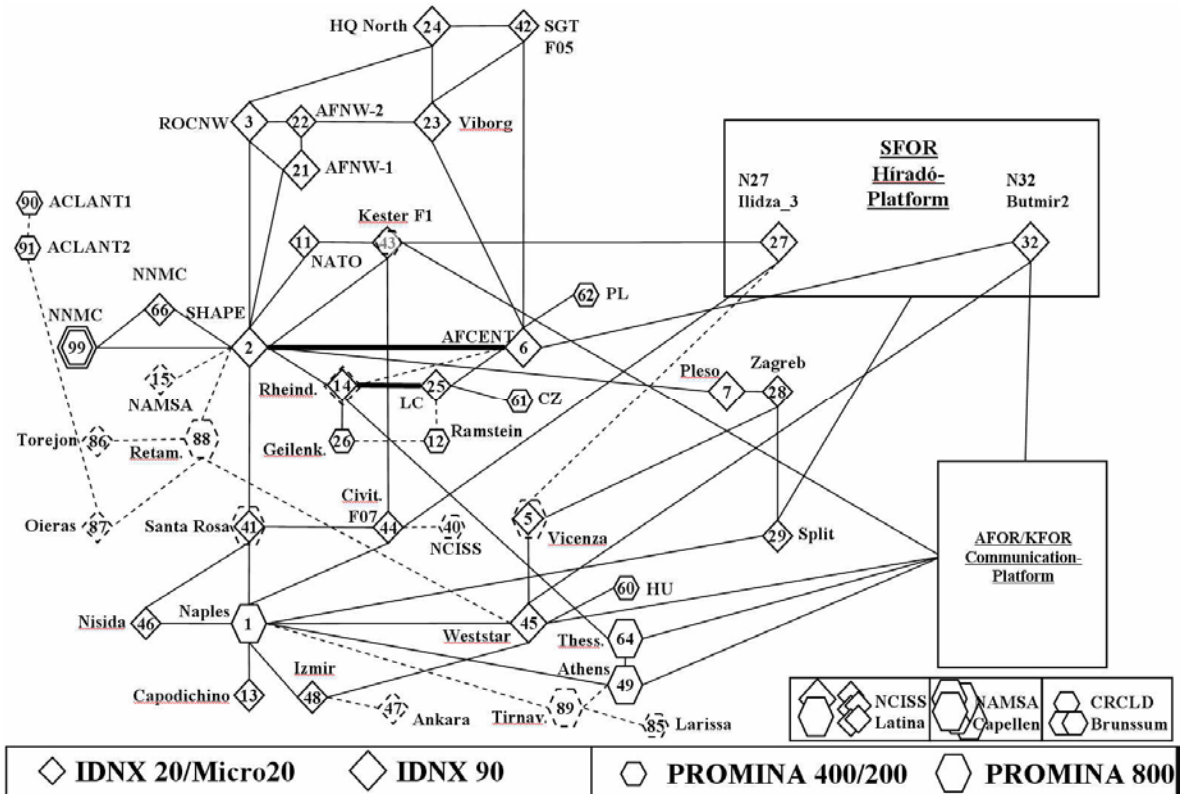 HQ North
24
42
SGT
F05
AFNW-2
ROCNW
3
22
23
Viborg
21
AFNW-1
SFOR
Híradó-
Platform
N27
Ilidza_3
N32
Butmir2
90
ACLANT1
91
ACLANT2
Kester F1
11
NATO
43
27
32
NNMC
66
NNMC
99
SHAPE
2
AFCENT
6
62
PL
15
NAMSA
Rheind.
14
25
LC
61
CZ
Pleso
7
Zagreb
28
Torejon
86
88
Retam.
Geilenk.
26
12
Ramstein
Oieras
87
Santa Rosa
41
Civit.
F07
44
40
NCISS
5
Vicenza
29
Split
AFOR/KFOR
Communication-
Platform
Nisida
46
Naples
1
Weststar
45
60
HU
Thess.
64
Capodichino
13
Izmir
48
47
Ankara
Athens
49
Tirnav.
89
85
Larissa
NCISS
Latina
NAMSA
Capellen
CRCLD
Brunssum
IDNX 20/Micro20
IDNX 90
PROMINA 400/200
PROMINA 800